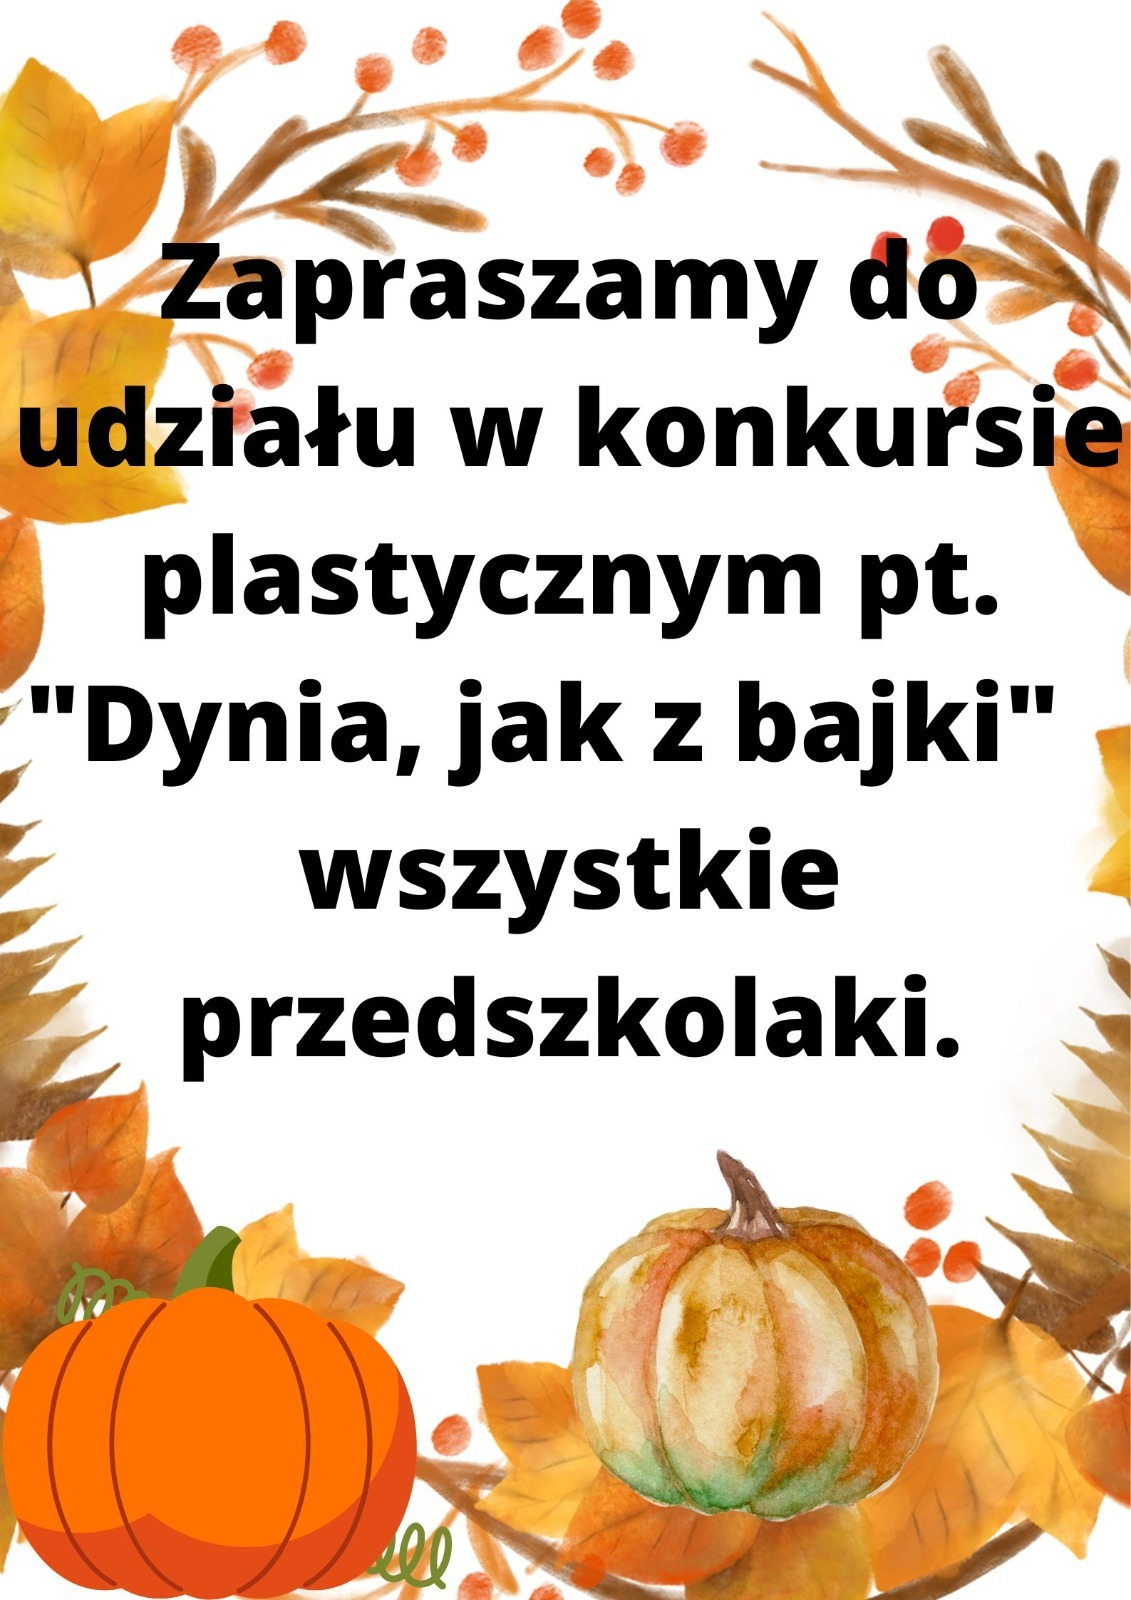 Zapraszamy do
udziału w konkursie
plastycznym pt.
"Dynia, jak z bajki"
wszystkie
przedszkolaki.